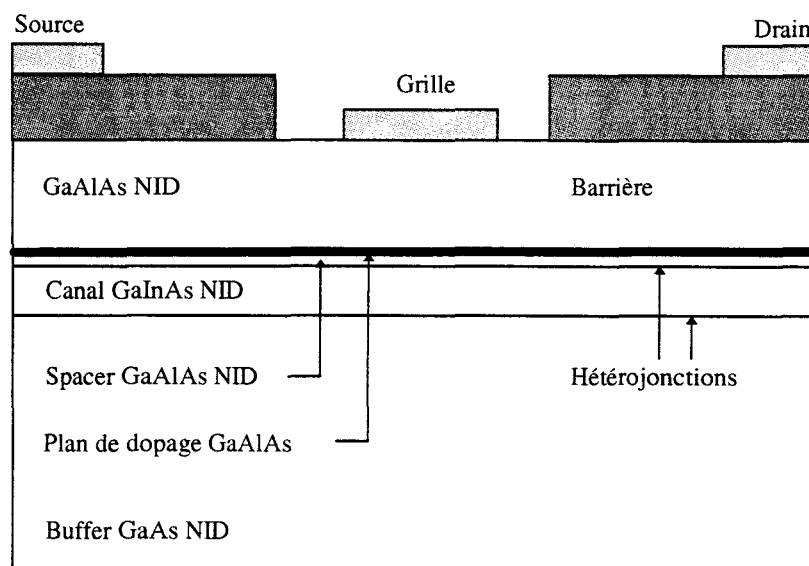 Source
Drain
Grille
GaAlAs NID
Barrière
Canal GaInAs NID
Spacer GaAlAs NID
Hétérojonctions
Plan de dopage GaAlAs
Buffer GaAs NID